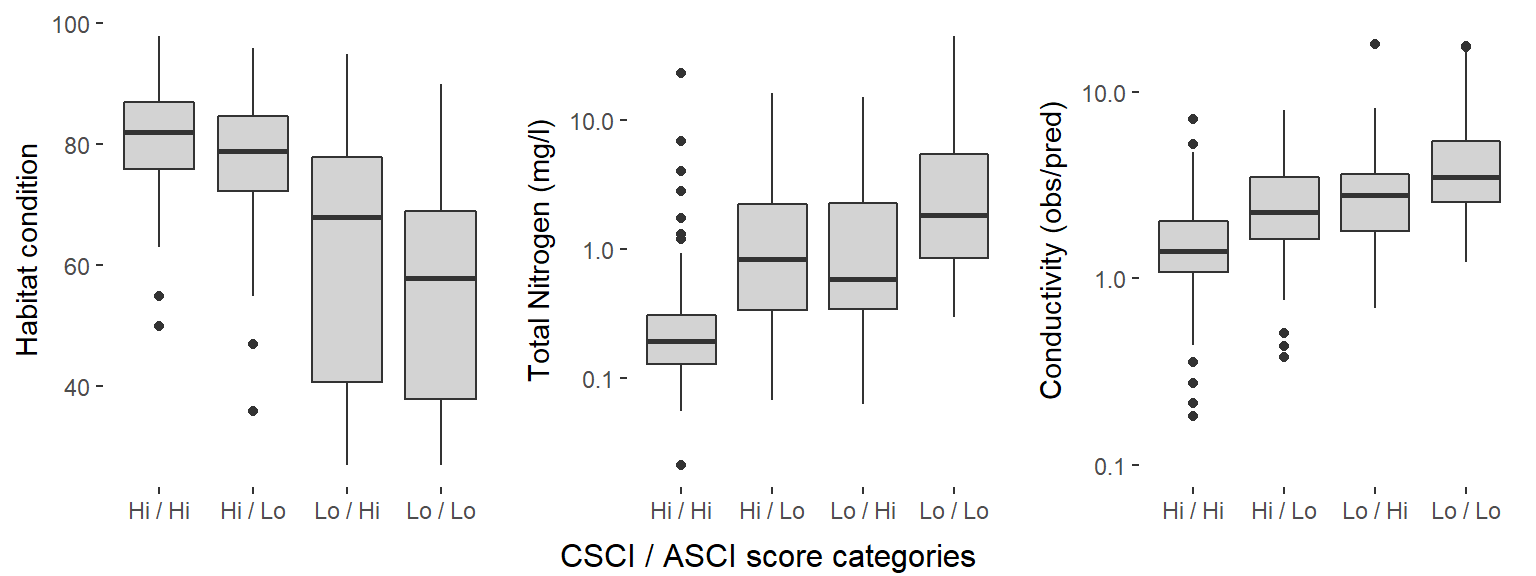 Habitat condition
100
80
60
40
Hi / Hi
Hi / Lo
Lo / Hi
Lo / Lo
Total Nitrogen (mg/l)
10.0
1.0
0.1
Hi / Hi
Hi / Lo
Lo / Hi
Lo / Lo
Conductivity (obs/pred)
10.0
1.0
0.1
Hi / Hi
Hi / Lo
Lo / Hi
Lo / Lo
CSCI / ASCI score categories